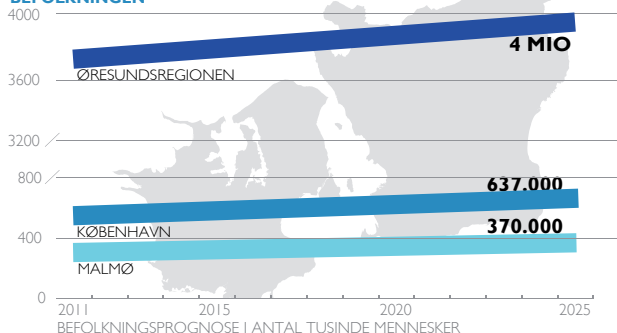 BEFOLKNINGEN
4000
4 MIO
ØRESUNDSREGIONEN
3600
3200
800
637.000
KØBENHAVN
370.000
400
MALMØ
0
2011 2015 2020 2025
BEFOLKNINGSPROGNOSE I ANTAL TUSINDE MENNESKER